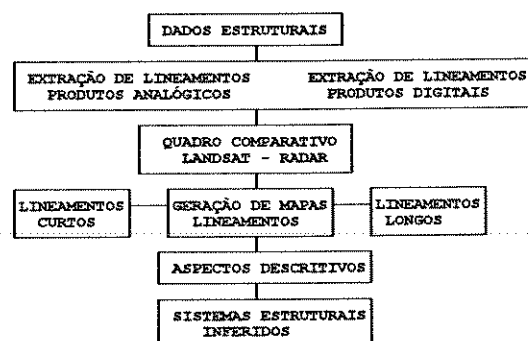 DADOS ESTRUTURAIS
EXTRAÇÃO DE LINEAMENTOS
PRODUTOS ANALÓGICOS
EXTRAÇÃO DE LINEAMENTOS
PRODUTOS DIGITAIS
QUADRO COMPARATIVO
LANDSAT - RADAR
LINEAMENTOS
CURTOS
GERAÇÃO DE MAPAS
LINEAMENTOS
LINEAMENTOS
LONGOS
ASPECTOS DESCRITIVOS
SISTEMAS ESTRUTURAIS
INFERIDOS